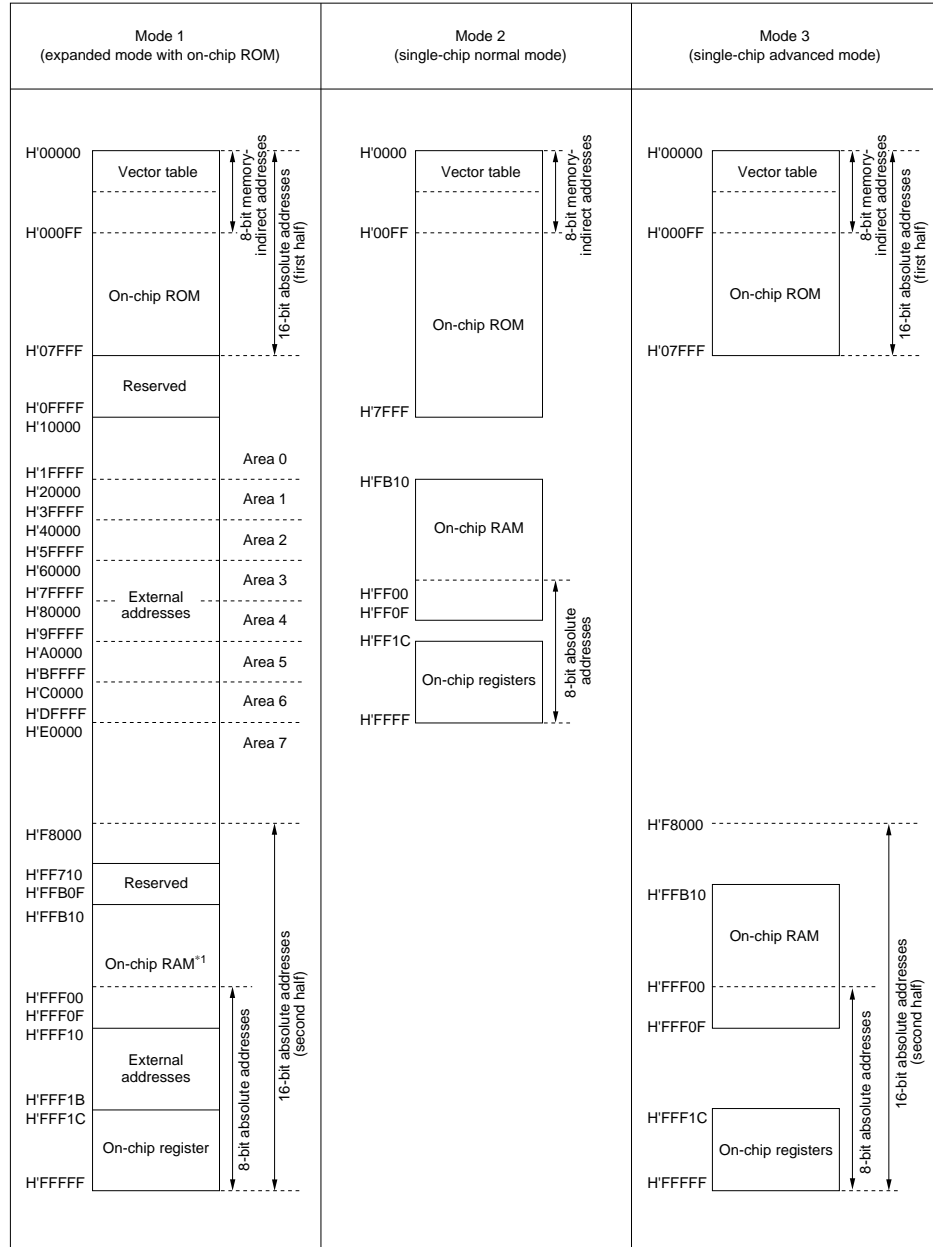 Mode 1
(expanded mode with on-chip ROM)
Mode 2
(single-chip normal mode)
Mode 3
(single-chip advanced mode)
H'00000
Vector table
H'000FF
On-chip ROM
H'07FFF
Reserved
H'0FFFF
H'10000
Area 0
H'1FFFF
H'20000
Area 1
H'3FFFF
H'40000
Area 2
H'5FFFF
H'60000
Area 3
H'7FFFF
External
addresses
H'80000
Area 4
H'9FFFF
H'A0000
Area 5
H'BFFFF
H'C0000
Area 6
H'DFFFF
H'E0000
Area 7
H'F8000
H'FF710
Reserved
H'FFB0F
H'FFB10
On-chip RAM*1
H'FFF00
H'FFF0F
H'FFF10
External
addresses
H'FFF1B
H'FFF1C
On-chip register
H'FFFFF
8-bit memory-
indirect addresses
16-bit absolute addresses
(first half)
8-bit absolute addresses
16-bit absolute addresses
(second half)
H'0000
Vector table
H'00FF
On-chip ROM
H'7FFF
H'FB10
On-chip RAM
H'FF00
H'FF0F
H'FF1C
On-chip registers
H'FFFF
8-bit memory-
indirect addresses
8-bit absolute
addresses
H'00000
Vector table
H'000FF
On-chip ROM
H'07FFF
H'F8000
H'FFB10
On-chip RAM
H'FFF00
H'FFF0F
H'FFF1C
On-chip registers
H'FFFFF
8-bit memory-
indirect addresses
16-bit absolute addresses
(first half)
8-bit absolute addresses
16-bit absolute addresses
(second half)